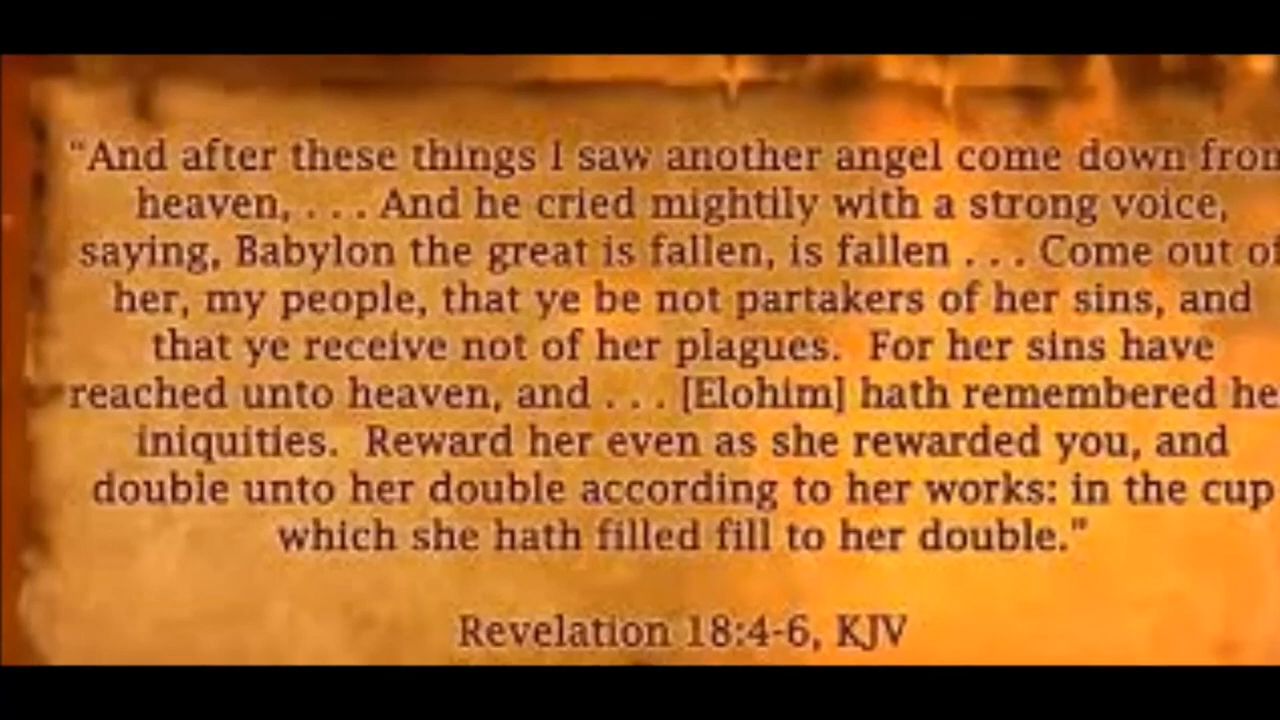 “And after these things I saw another angel come down from
heaven, . . . And he cried mightily with a strong voice,
saying, Babylon the great is fallen, is fallen . . . Come out of
her, my people, that ye be not partakers of her sins, and
that ye receive not of her plagues.  For her sins have
reached unto heaven, and . . . [Elohim] hath remembered he
iniquities.  Reward her even as she rewarded you, and
double unto her double according to her works: in the cup
which she hath filled fill to her double.”
Revelation 18:4-6, KJV